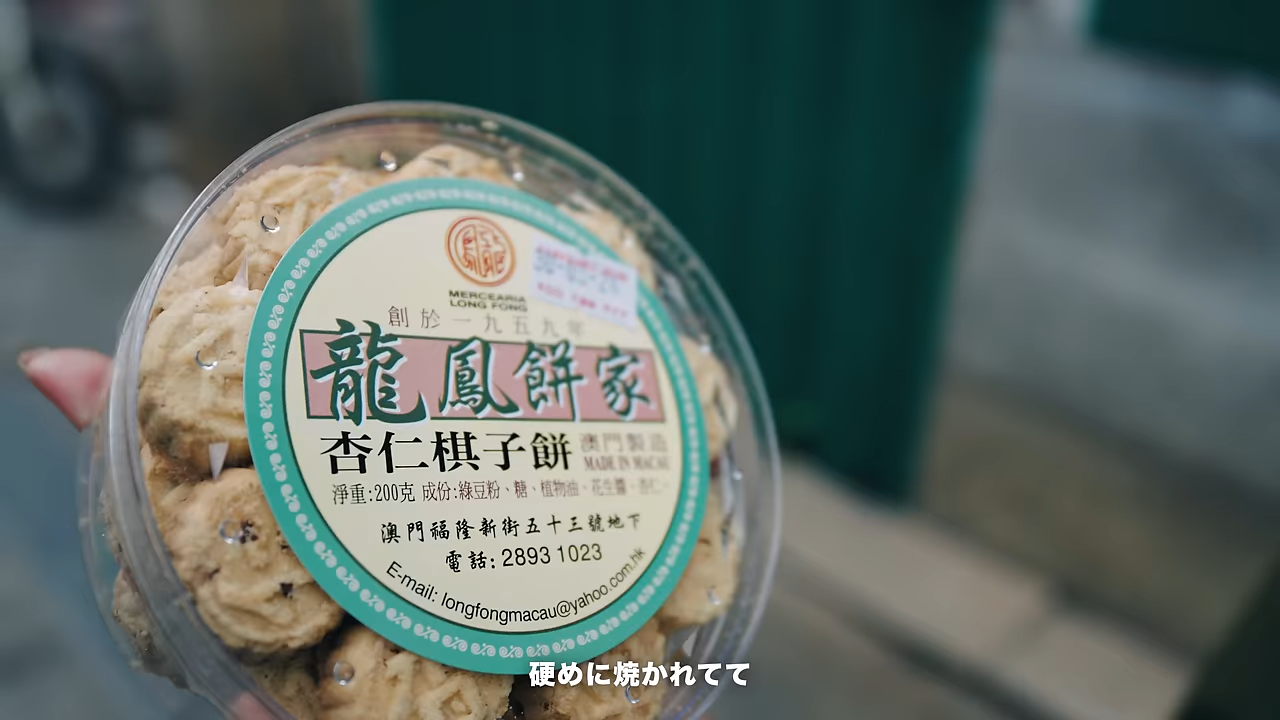 MERCEARIA
LONG FONG
創於一九五九年
龍鳳餅家
杏仁棋子餅
澳門製造
MADE IN MACAU
淨重:200克 成份:綠豆粉、糖、植物油、花生醬、杏仁。
澳門福隆新街五十三號地下
電話: 2893 1023
E-mail: longfongmacau@yahoo.com.hk
硬めに焼かれてて